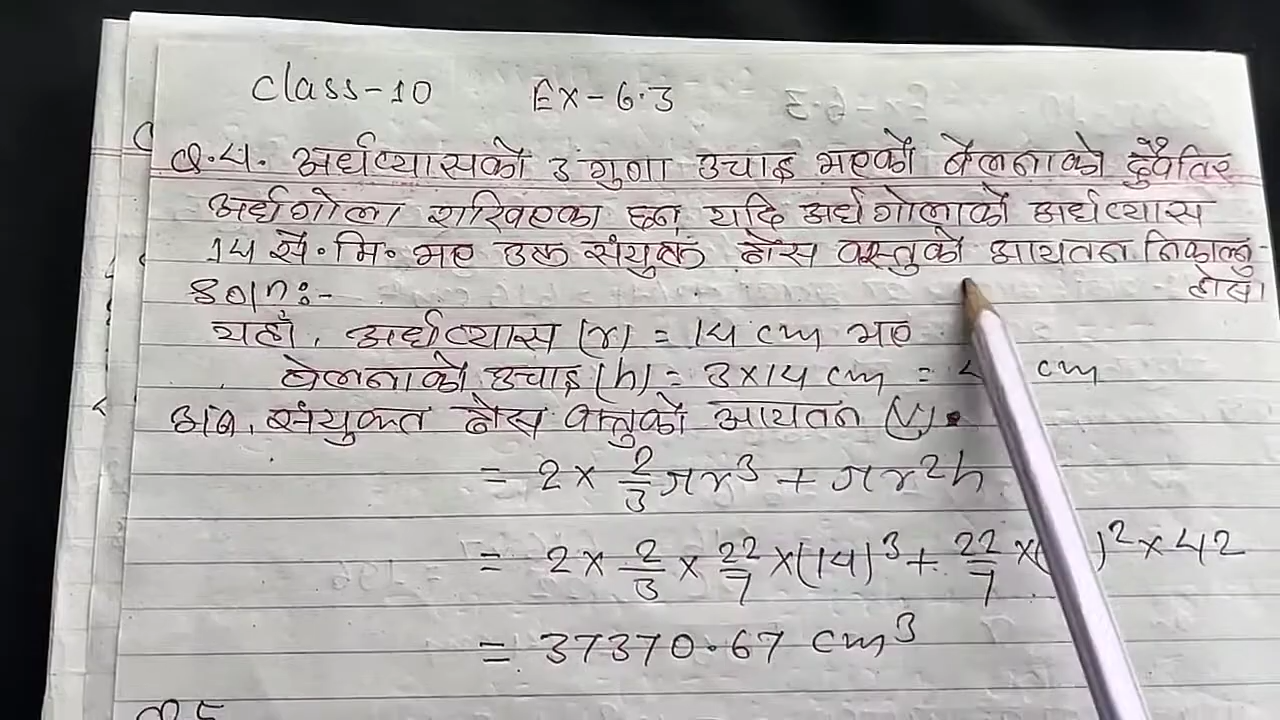 Class-10 Ex-6.3
Q.4. अर्धव्यासको 3 गुणा उचाइ भएको बेलनाको दुवैतिर
अर्धगोला राखिएका छन् यदि अर्धगोलाको अर्धव्यास
14 से.मि. भए उक्त संयुक्त ठोस वस्तुको आयतन निकाल्नु-
होस।
Soln:-
यहाँ, अर्धव्यास (r) = 14 cm भए
बेलनाको उचाइ (h) = 3×14 cm = cm
अब, संयुक्त ठोस वस्तुको आयतन (V)
= 2 × 2/3 πr³ + πr²h
= 2 × 2/3 × 22/7 × (14)³ + 22/7 × ( )² × 42
= 37370.67 cm³